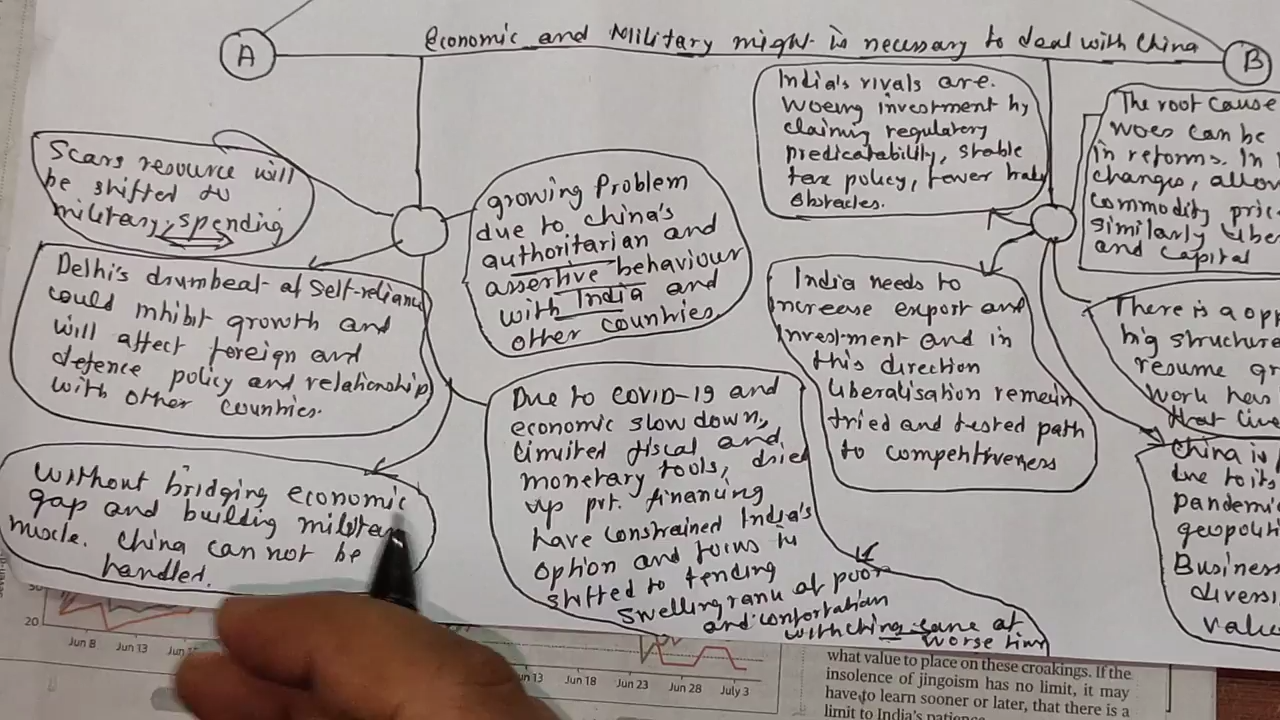 A
Economic and Military might is necessary to deal with China
B
Scars resource will
be shifted to
military spending
Delhi's drumbeat of self-reliance
could inhibit growth and
will affect foreign and
defence policy and relationship
with other countries.
Without bridging economic
gap and building military
muscle. China can not be
handled.
growing problem
due to China's
authoritarian and
assertive behaviour
with India and
other countries.
Due to COVID-19 and
economic slow down,
limited fiscal and
monetary tools, dried
up prt. financing
have constrained India's
option and focus is
shifted to tending
swelling rank of poor
and confortation
with China came at
worse time
India's rivals are
woeing investment by
claiming regulatory
predicatability, stable
tax policy, fewer trade
obstacles.
India needs to
increase export and
investment and in
this direction
liberalisation remain
tried and tested path
to competitiveness
The root cause
woes can be
in reforms. In
changes, allow
commodity pric
similarly liber
and capital
There is a opp
big structure
resume gr
work has
that live
China is
due to its
pandemic
geopolit
Business
diversi
value
20
Jun 8
Jun 13
Jun 18
Jun 23
Jun 28
July 3
what value to place on these croakings. If the
insolence of jingoism has no limit, it may
have to learn sooner or later, that there is a
limit to India's patience